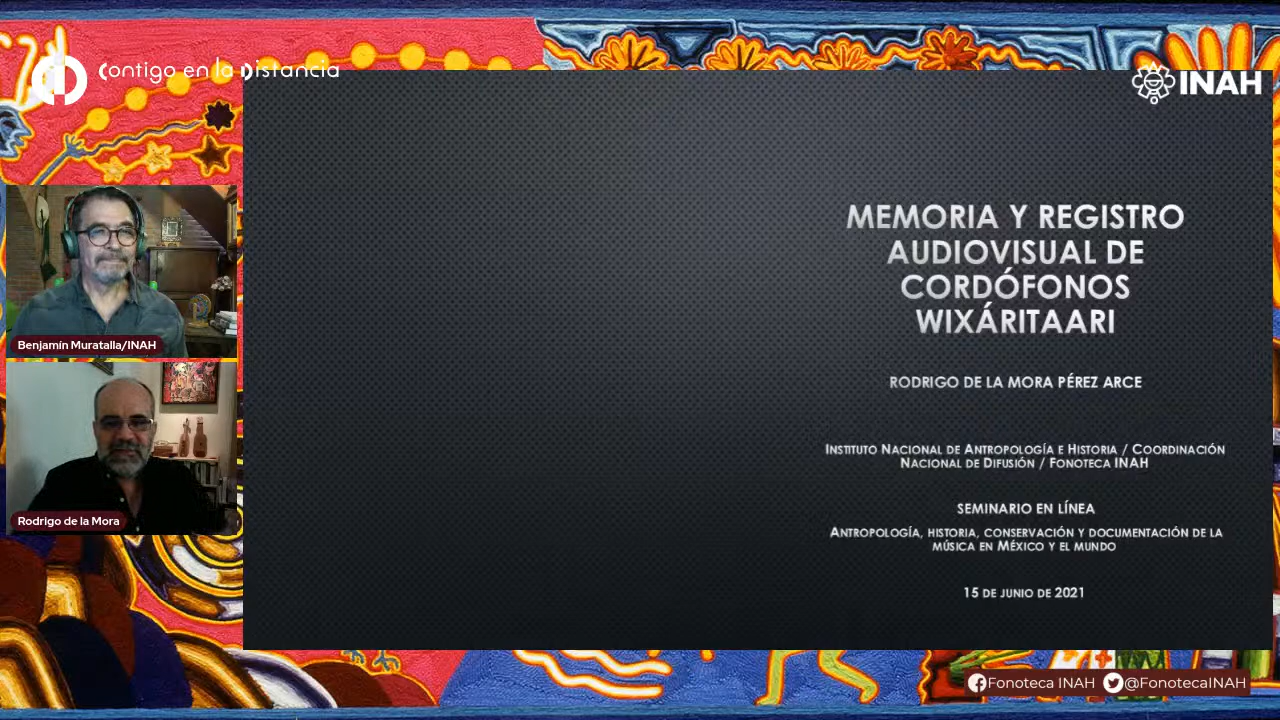 Contigo en la Distancia
INAH
Benjamín Muratalla/INAH
Rodrigo de la Mora
MEMORIA Y REGISTRO
AUDIOVISUAL DE
CORDÓFONOS
WIXÁRITAARI
RODRIGO DE LA MORA PÉREZ ARCE
INSTITUTO NACIONAL DE ANTROPOLOGÍA E HISTORIA / COORDINACIÓN
NACIONAL DE DIFUSIÓN / FONOTECA INAH
SEMINARIO EN LÍNEA
ANTROPOLOGÍA, HISTORIA, CONSERVACIÓN Y DOCUMENTACIÓN DE LA
MÚSICA EN MÉXICO Y EL MUNDO
15 DE JUNIO DE 2021
Fonoteca INAH @FonotecaINAH